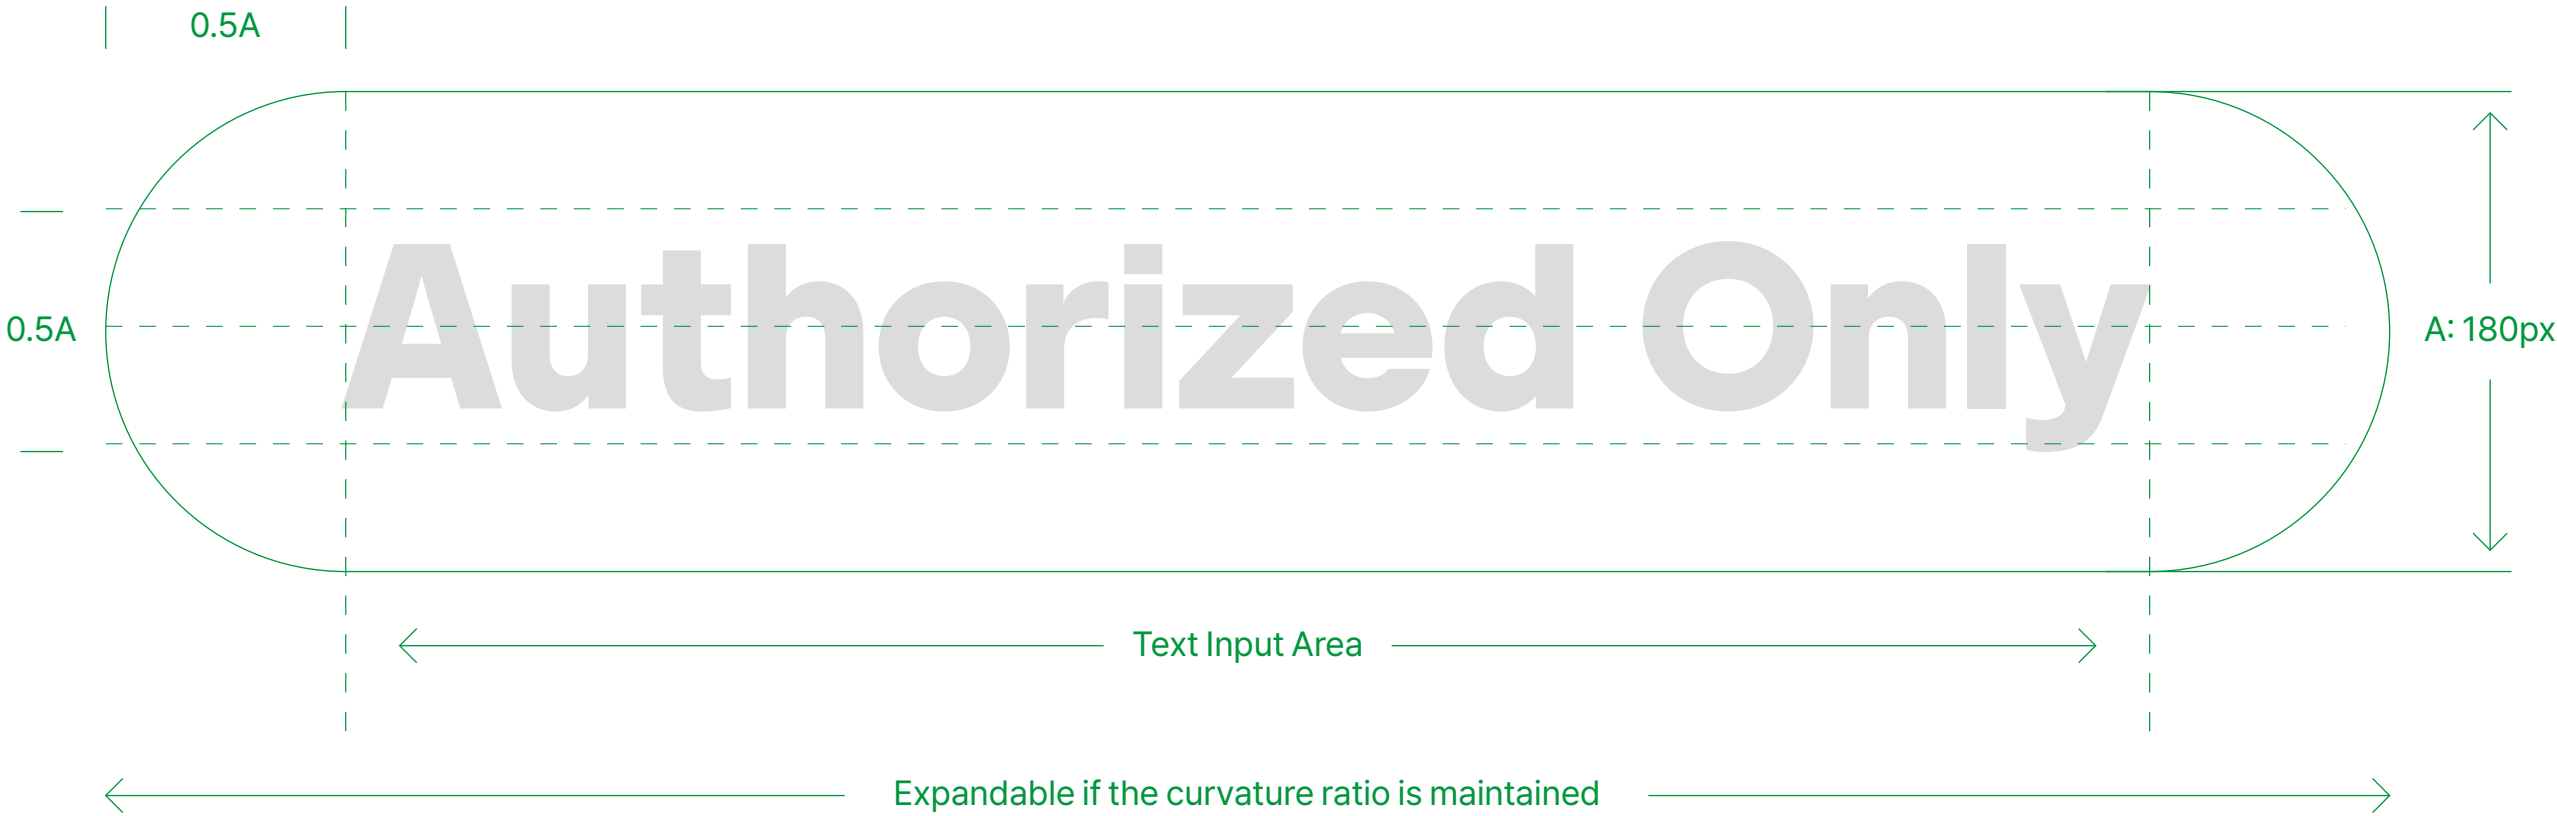 0.5A
Authorized Only
0.5A
A: 180px
Text Input Area
Expandable if the curvature ratio is maintained